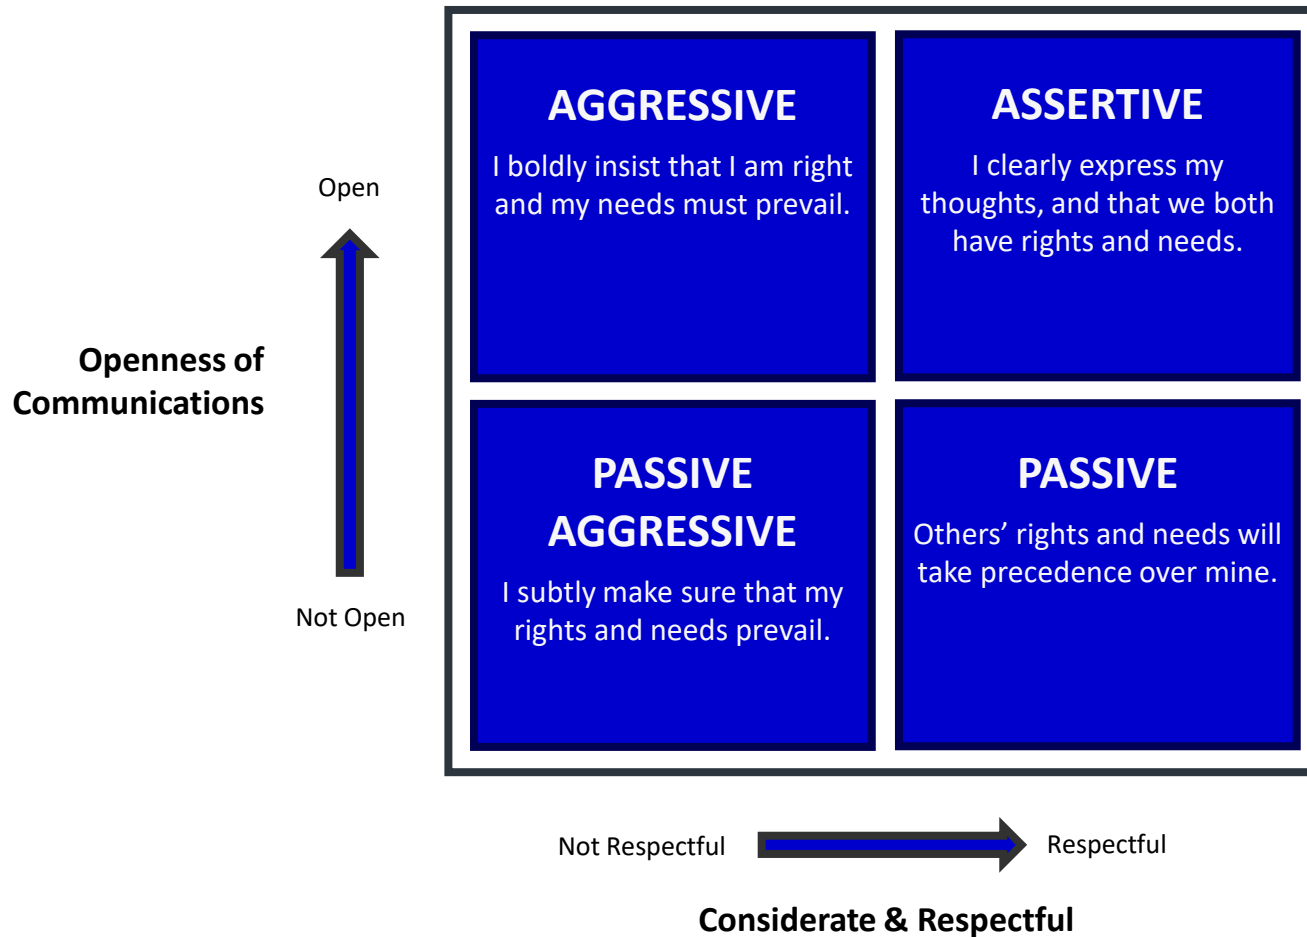 AGGRESSIVE
I boldly insist that I am right
and my needs must prevail.
ASSERTIVE
I clearly express my
thoughts, and that we both
have rights and needs.
Open
Openness of
Communications
Not Open
PASSIVE
AGGRESSIVE
I subtly make sure that my
rights and needs prevail.
PASSIVE
Others’ rights and needs will
take precedence over mine.
Not Respectful
Respectful
Considerate & Respectful